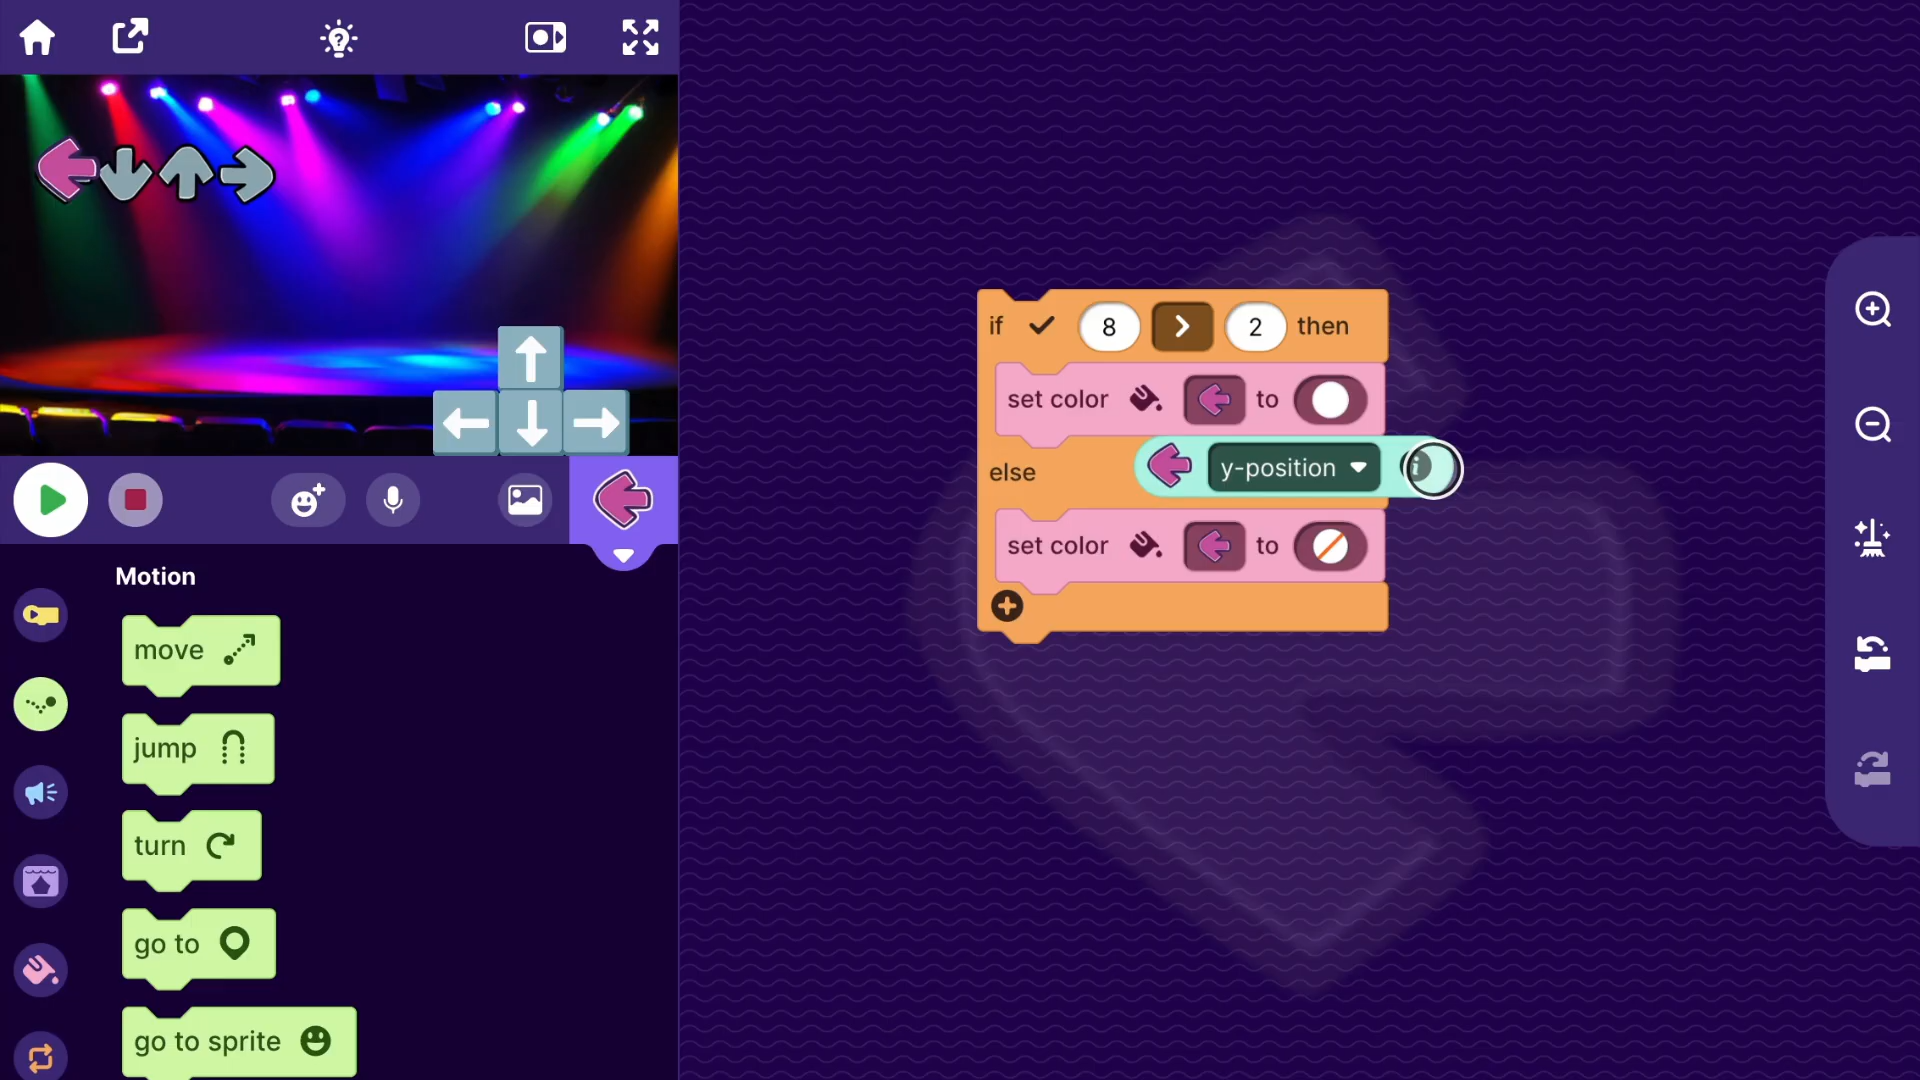 if 8 > 2 then
set color to
else y-position i
set color to
Motion
move
jump
turn
go to
go to sprite